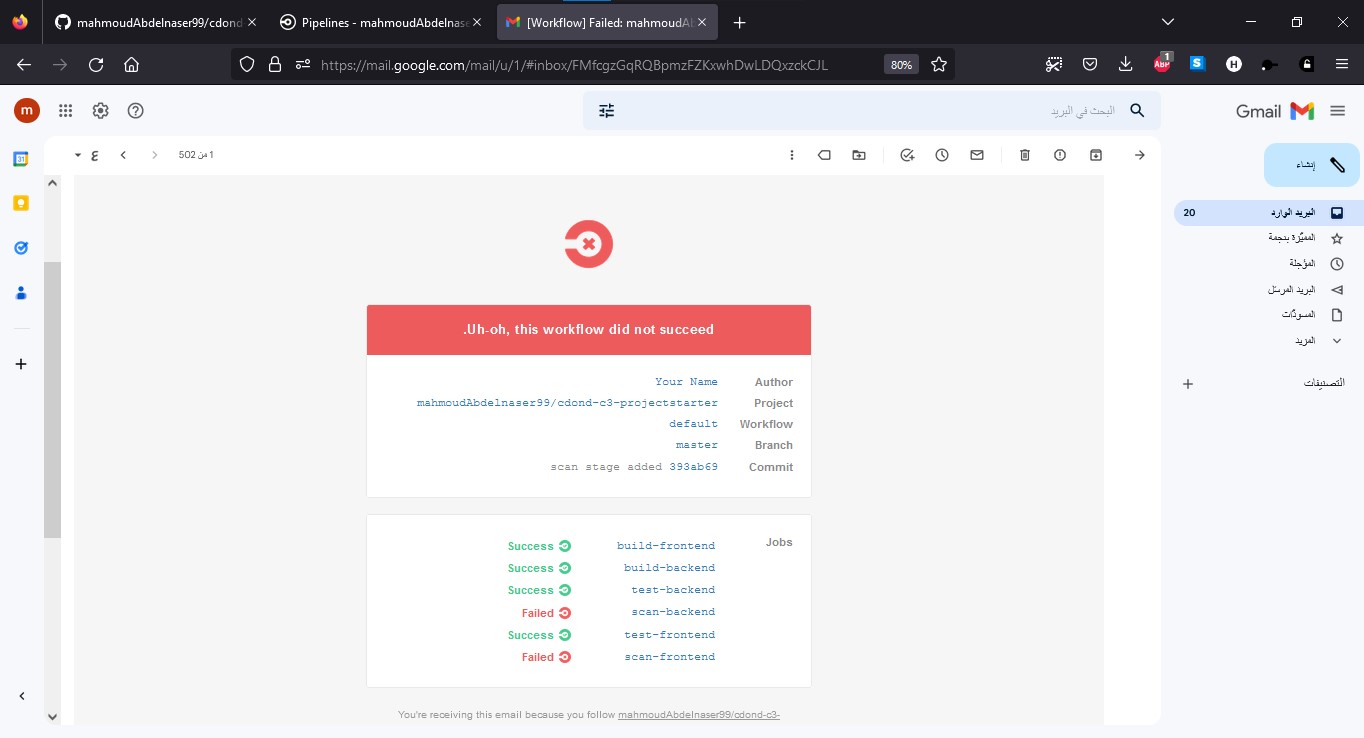 mahmoudAbdelnaser99/cdond
Pipelines - mahmoudAbdelnase
[Workflow] Failed: mahmoudAb
https://mail.google.com/mail/u/1/#inbox/FMfcgzGqRQBpmzFZKxwhDwLDQxzckCJL
80%
ABP
1
S
H
m
البحث في البريد
Gmail
ع
1 من 502
31
إنشاء
البريد الوارد
20
المميّزة بنجمة
المؤجلة
البريد المرسَل
المسودّات
المزيد
التصنيفات
.Uh-oh, this workflow did not succeed
Your Name Author
mahmoudAbdelnaser99/cdond-c3-projectstarter Project
default Workflow
master Branch
scan stage added 393ab69 Commit
Jobs
Success build-frontend
Success build-backend
Success test-backend
Failed scan-backend
Success test-frontend
Failed scan-frontend
You're receiving this email because you follow mahmoudAbdelnaser99/cdond-c3-